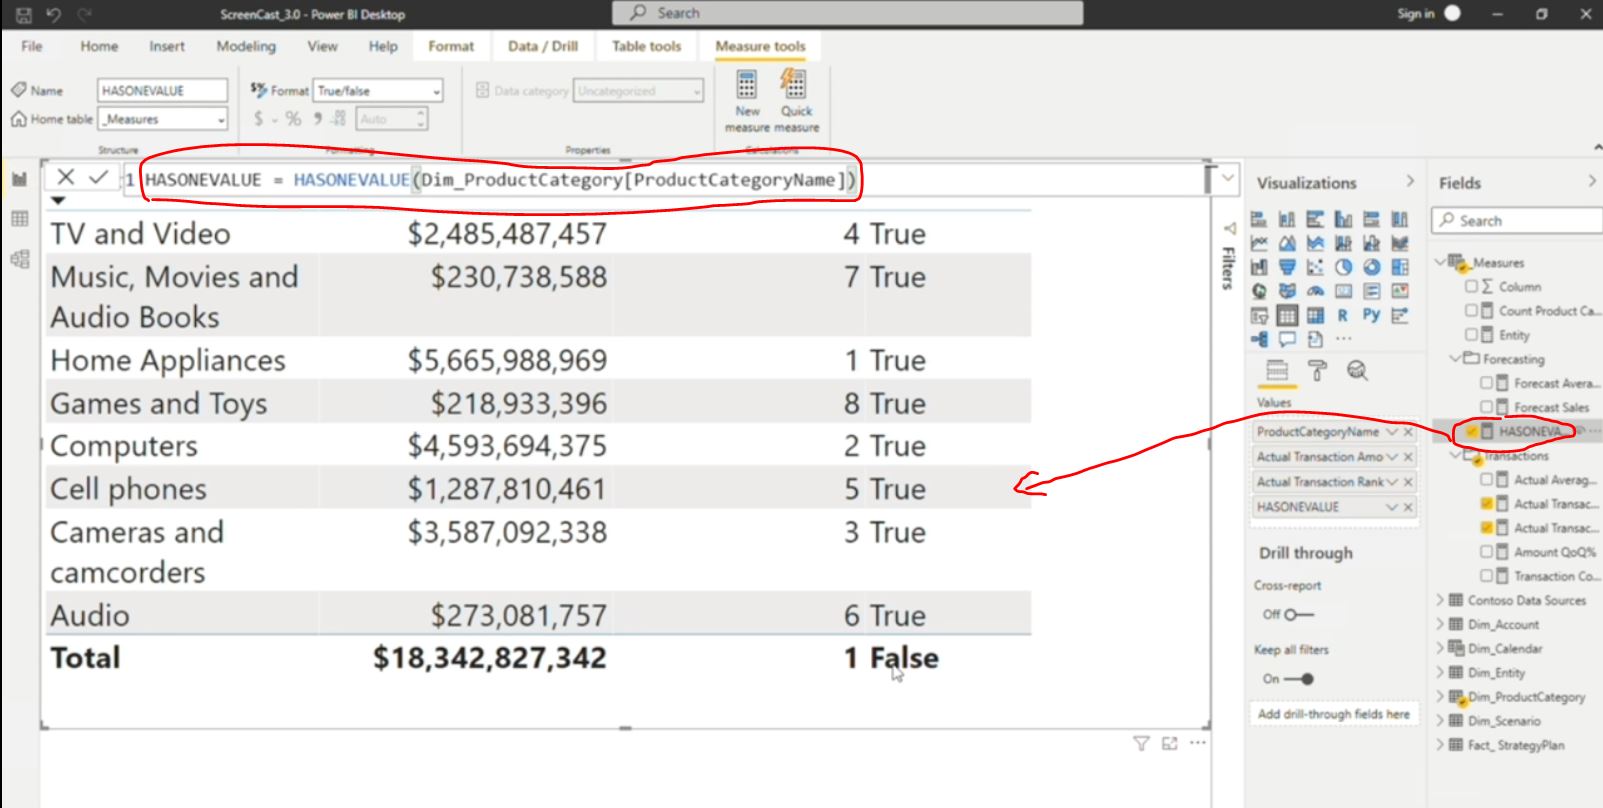 ScreenCast_3.0 - Power BI Desktop
Search
Sign in
File Home Insert Modeling View Help Format Data / Drill Table tools Measure tools
Name HASONEVALUE
Format True/false
Data category Uncategorized
Home table _Measures
$ % Auto
New measure
Quick measure
Structure
Formatting
Properties
Calculations
1 HASONEVALUE = HASONEVALUE(Dim_ProductCategory[ProductCategoryName])
TV and Video $2,485,487,457 4 True
Music, Movies and $230,738,588 7 True
Audio Books
Home Appliances $5,665,988,969 1 True
Games and Toys $218,933,396 8 True
Computers $4,593,694,375 2 True
Cell phones $1,287,810,461 5 True
Cameras and $3,587,092,338 3 True
camcorders
Audio $273,081,757 6 True
Total $18,342,827,342 1 False
Filters
Visualizations
R Py
Values
ProductCategoryName
Actual Transaction Amo
Actual Transaction Rank
HASONEVALUE
Drill through
Cross-report
Off
Keep all filters
On
Add drill-through fields here
Fields
Search
_Measures
Column
Count Product Ca...
Entity
Forecasting
Forecast Avera...
Forecast Sales
HASONEVA...
Transactions
Actual Averag...
Actual Transac...
Actual Transac...
Amount QoQ%
Transaction Co...
Contoso Data Sources
Dim_Account
Dim_Calendar
Dim_Entity
Dim_ProductCategory
Dim_Scenario
Fact_ StrategyPlan